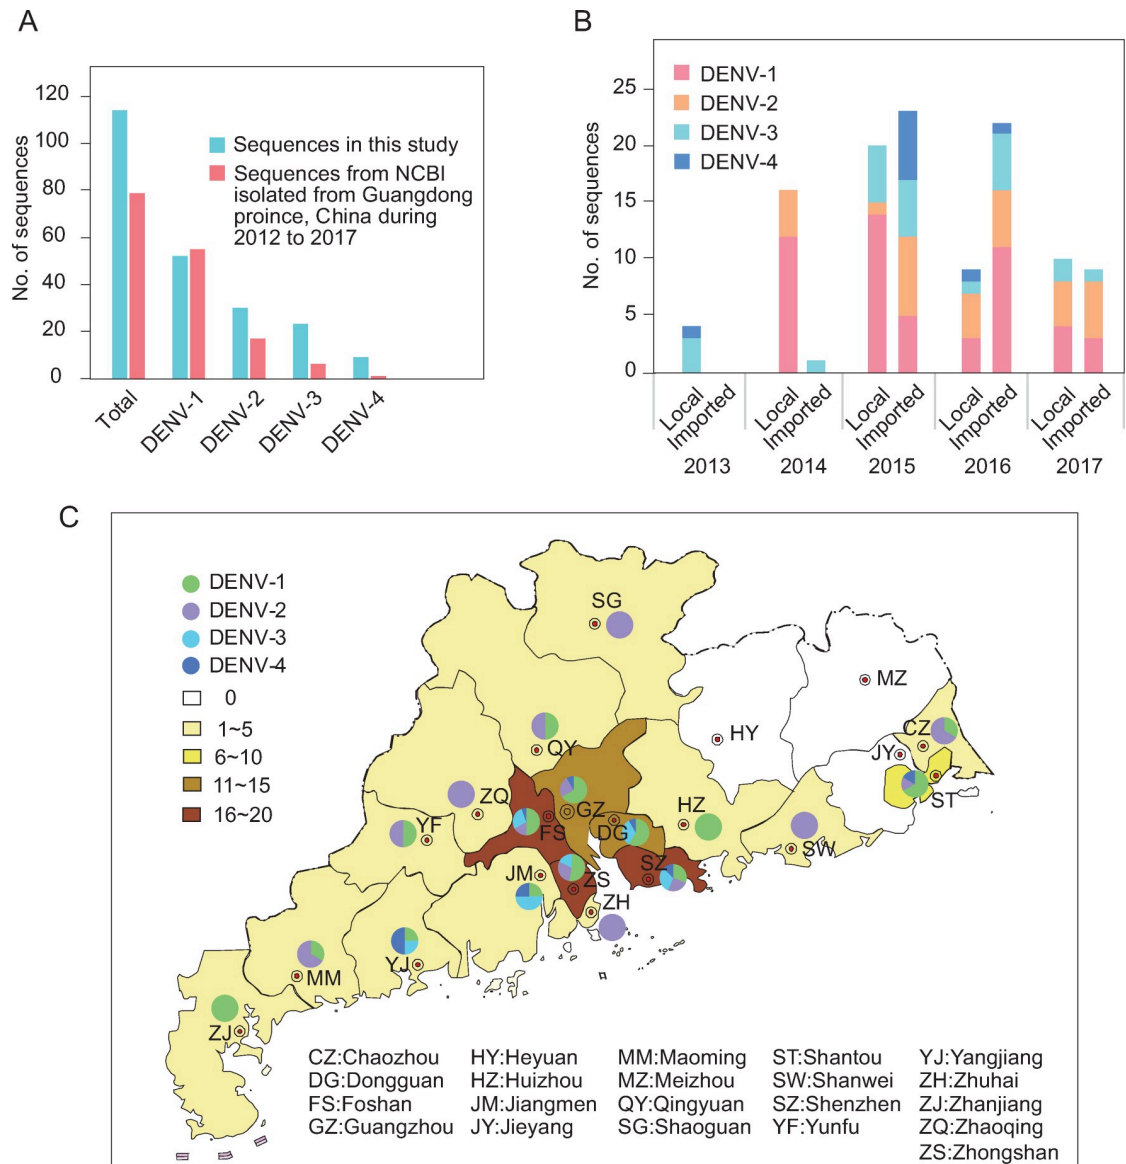 A
No. of sequences
120
100
80
60
40
20
0
Sequences in this study
Sequences from NCBI
isolated from Guangdong
proince, China during
2012 to 2017
Total
DENV-1
DENV-2
DENV-3
DENV-4
B
No. of sequences
25
20
15
10
5
0
DENV-1
DENV-2
DENV-3
DENV-4
Local
Imported
Local
Imported
Local
Imported
Local
Imported
Local
Imported
2013
2014
2015
2016
2017
C
DENV-1
DENV-2
DENV-3
DENV-4
0
1~5
6~10
11~15
16~20
SG
MZ
HY
CZ
JY
QY
ST
ZQ
GZ
HZ
YF
FS
DG
SW
JM
SZ
ZS
ZH
YJ
MM
ZJ
CZ:Chaozhou HY:Heyuan MM:Maoming ST:Shantou YJ:Yangjiang
DG:Dongguan HZ:Huizhou MZ:Meizhou SW:Shanwei ZH:Zhuhai
FS:Foshan JM:Jiangmen QY:Qingyuan SZ:Shenzhen ZJ:Zhanjiang
GZ:Guangzhou JY:Jieyang SG:Shaoguan YF:Yunfu ZQ:Zhaoqing
ZS:Zhongshan